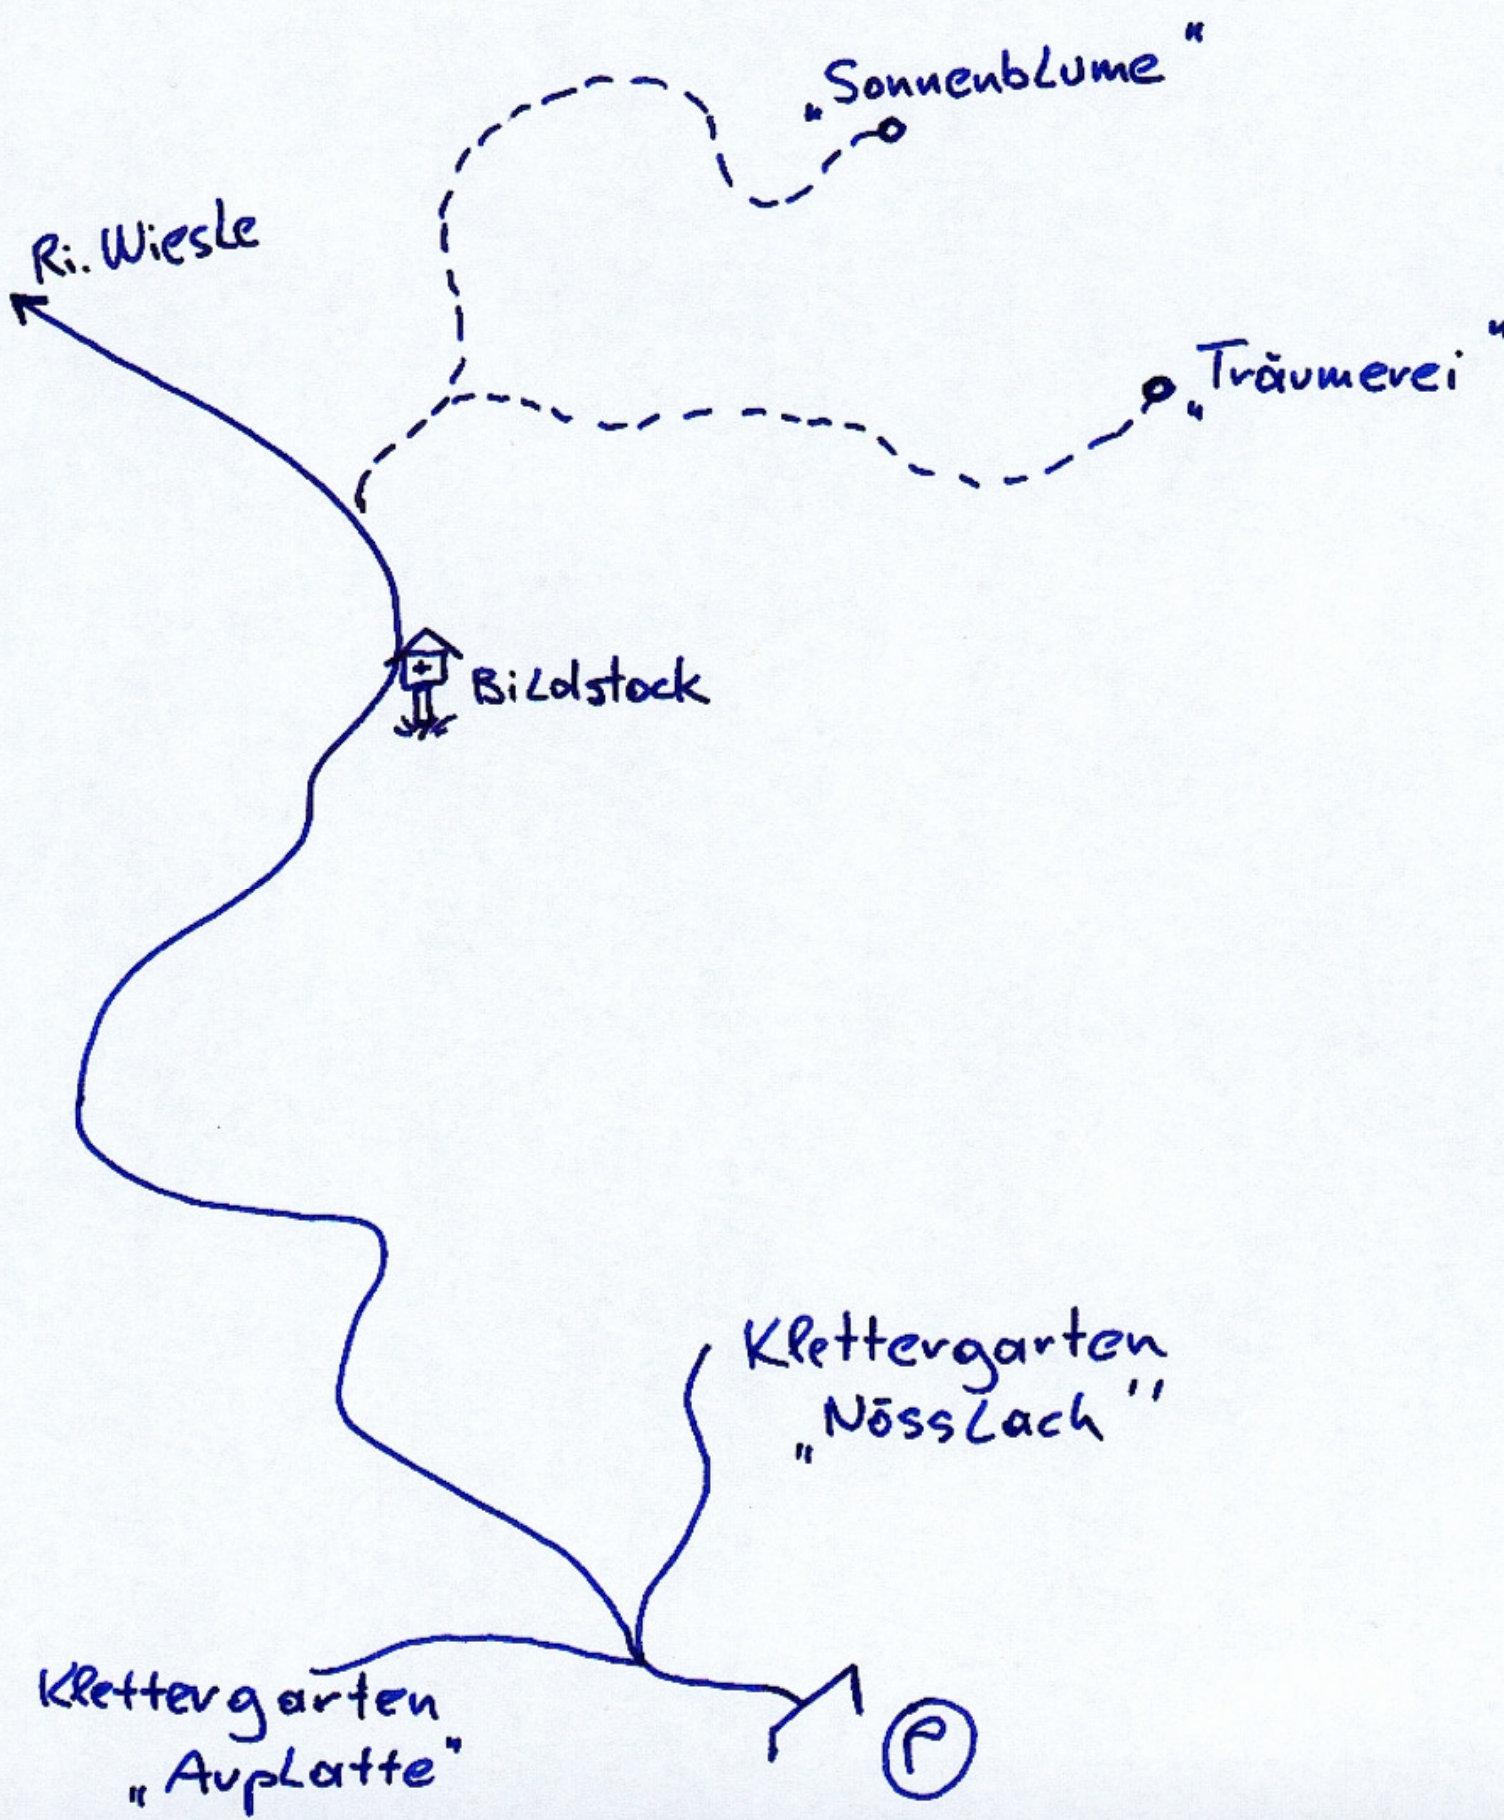 „Sonnenblume"
Ri. Wiesle
„Träumerei"
Bildstock
Klettergarten
„Nösslach"
Klettergarten
„Auplatte"
P